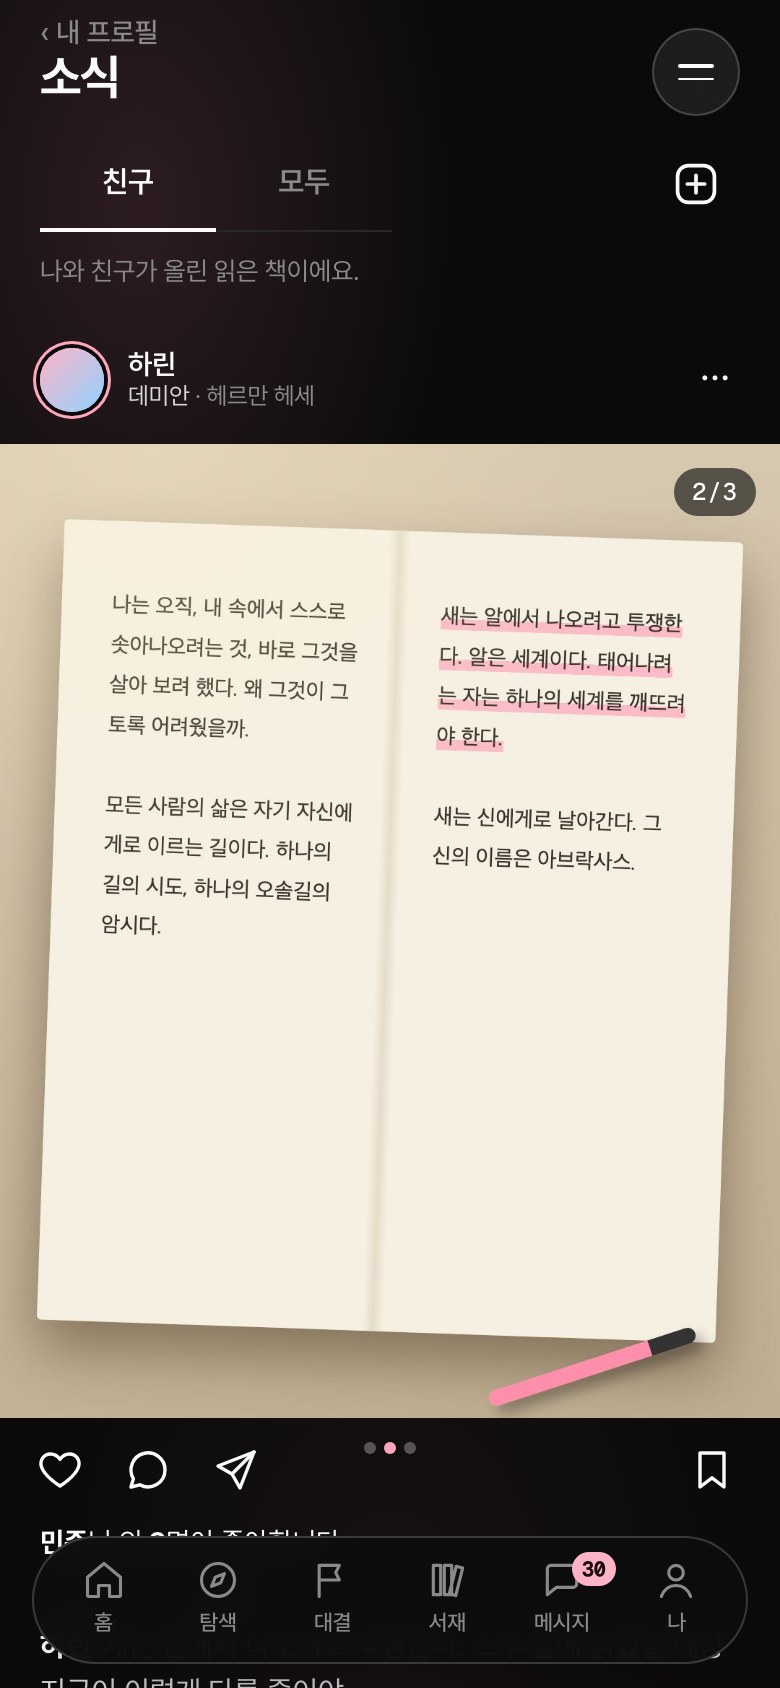 ‹ 내 프로필
소식
친구
모두
나와 친구가 올린 읽은 책이에요.
하린
데미안 · 헤르만 헤세
2/3
나는 오직, 내 속에서 스스로
솟아나오려는 것, 바로 그것을
살아 보려 했다. 왜 그것이 그
토록 어려웠을까.
모든 사람의 삶은 자기 자신에
게로 이르는 길이다. 하나의
길의 시도, 하나의 오솔길의
암시다.
새는 알에서 나오려고 투쟁한
다. 알은 세계이다. 태어나려
는 자는 하나의 세계를 깨뜨려
야 한다.
새는 신에게로 날아간다. 그
신의 이름은 아브락사스.
홈
탐색
대결
서재
메시지
30
나